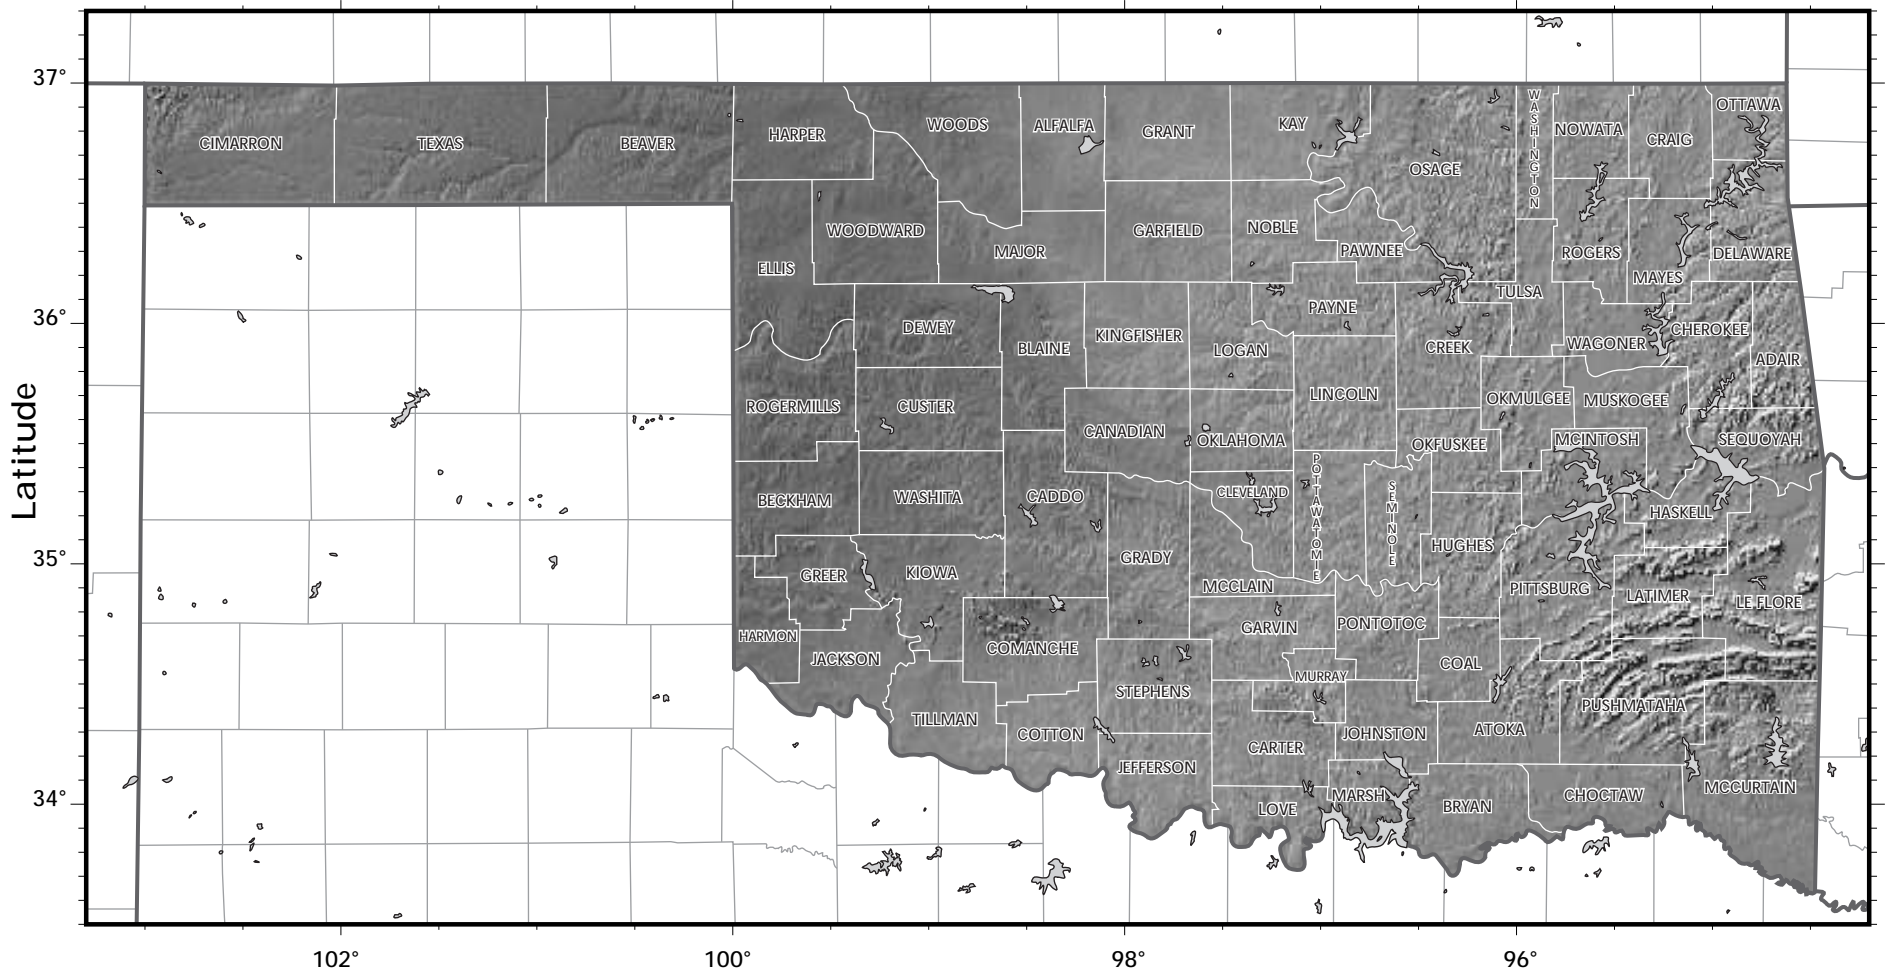 37°
36°
35°
34°
Latitude
102°
100°
98°
96°
CIMARRON
TEXAS
BEAVER
HARPER
WOODS
ALFALFA
GRANT
KAY
OSAGE
WASHINGTON
NOWATA
CRAIG
OTTAWA
ELLIS
WOODWARD
MAJOR
GARFIELD
NOBLE
PAWNEE
ROGERS
MAYES
DELAWARE
DEWEY
BLAINE
KINGFISHER
LOGAN
PAYNE
CREEK
TULSA
WAGONER
CHEROKEE
ADAIR
ROGERMILLS
CUSTER
CANADIAN
OKLAHOMA
LINCOLN
OKFUSKEE
OKMULGEE
MUSKOGEE
MCINTOSH
SEQUOYAH
BECKHAM
WASHITA
CADDO
GRADY
CLEVELAND
POTTAWATOMIE
SEMINOLE
HUGHES
HASKELL
GREER
KIOWA
MCCLAIN
PITTSBURG
LATIMER
LE FLORE
HARMON
JACKSON
COMANCHE
STEPHENS
GARVIN
MURRAY
PONTOTOC
COAL
PUSHMATAHA
TILLMAN
COTTON
JEFFERSON
CARTER
JOHNSTON
ATOKA
LOVE
MARSH
BRYAN
CHOCTAW
MCCURTAIN